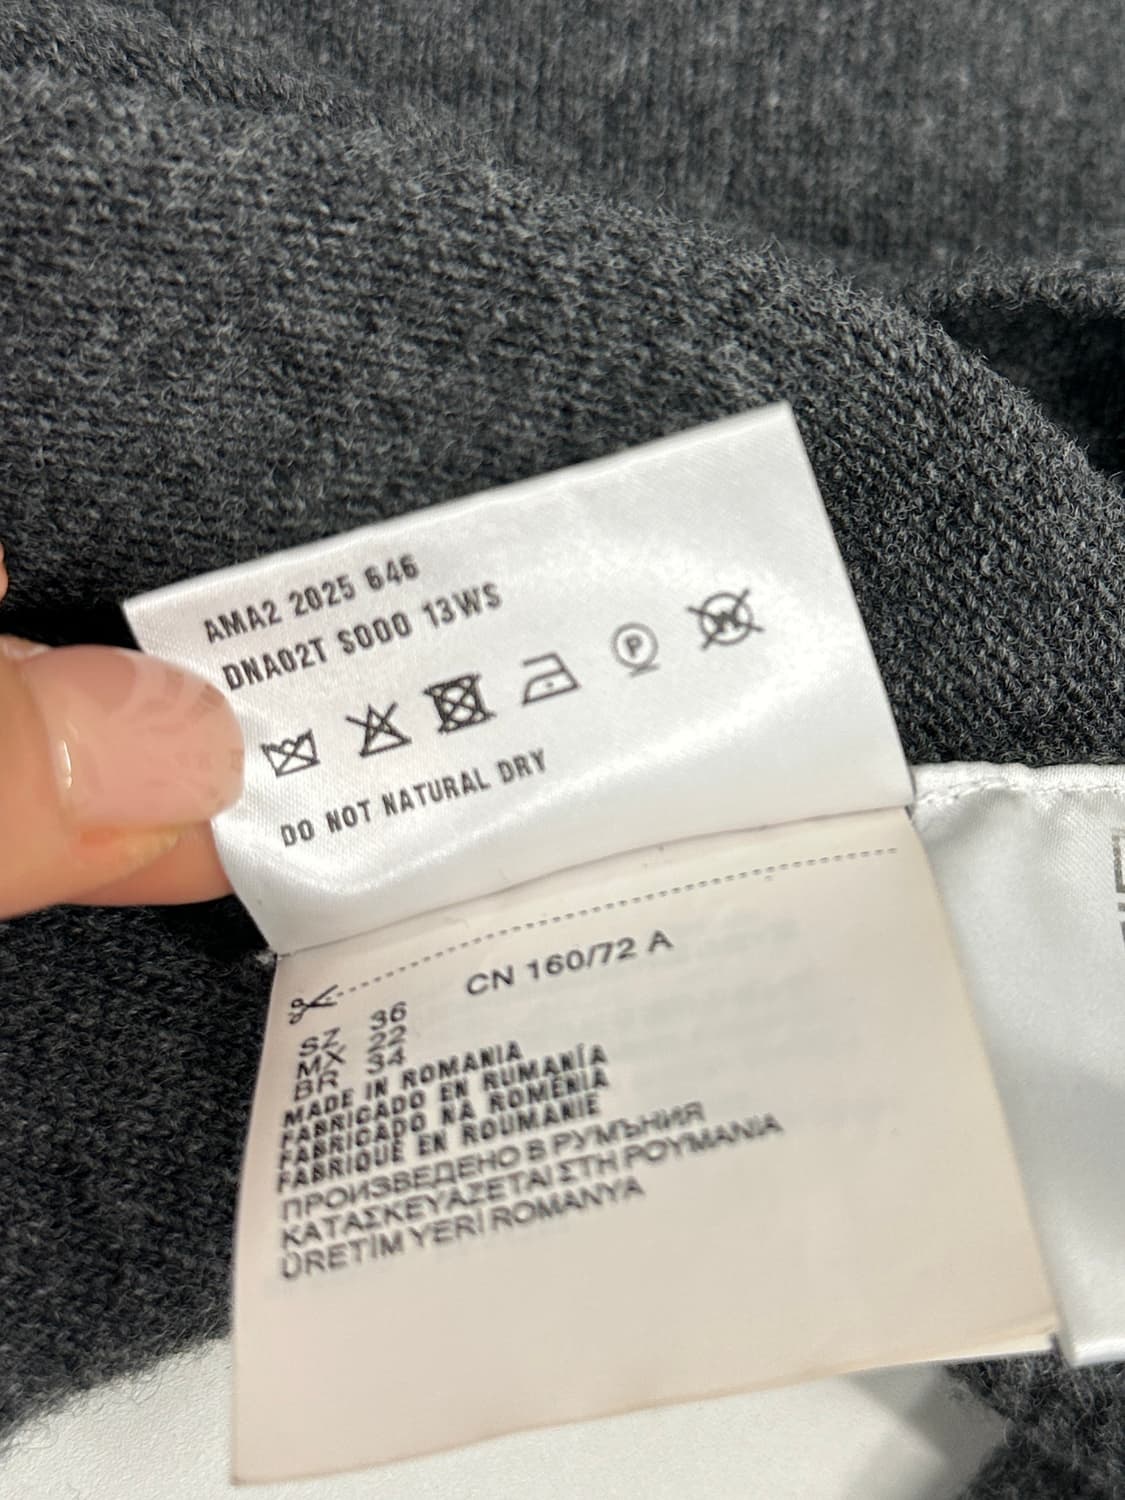 AMA2 2025 646
DNA02T S000 13WS
P W
DO NOT NATURAL DRY
CN 160/72 A
SZ 36
MX 22
BR 34
MADE IN ROMANIA
FABRICADO EN RUMANÍA
FABRICADO NA ROMÉNIA
FABRIQUÉ EN ROUMANIE
ПРОИЗВЕДЕНО В РУМЪНИЯ
ΚΑΤΑΣΚΕΥΑΖΕΤΑΙ ΣΤΗ ΡΟΥΜΑΝΙΑ
ÜRETİM YERİ ROMANYA